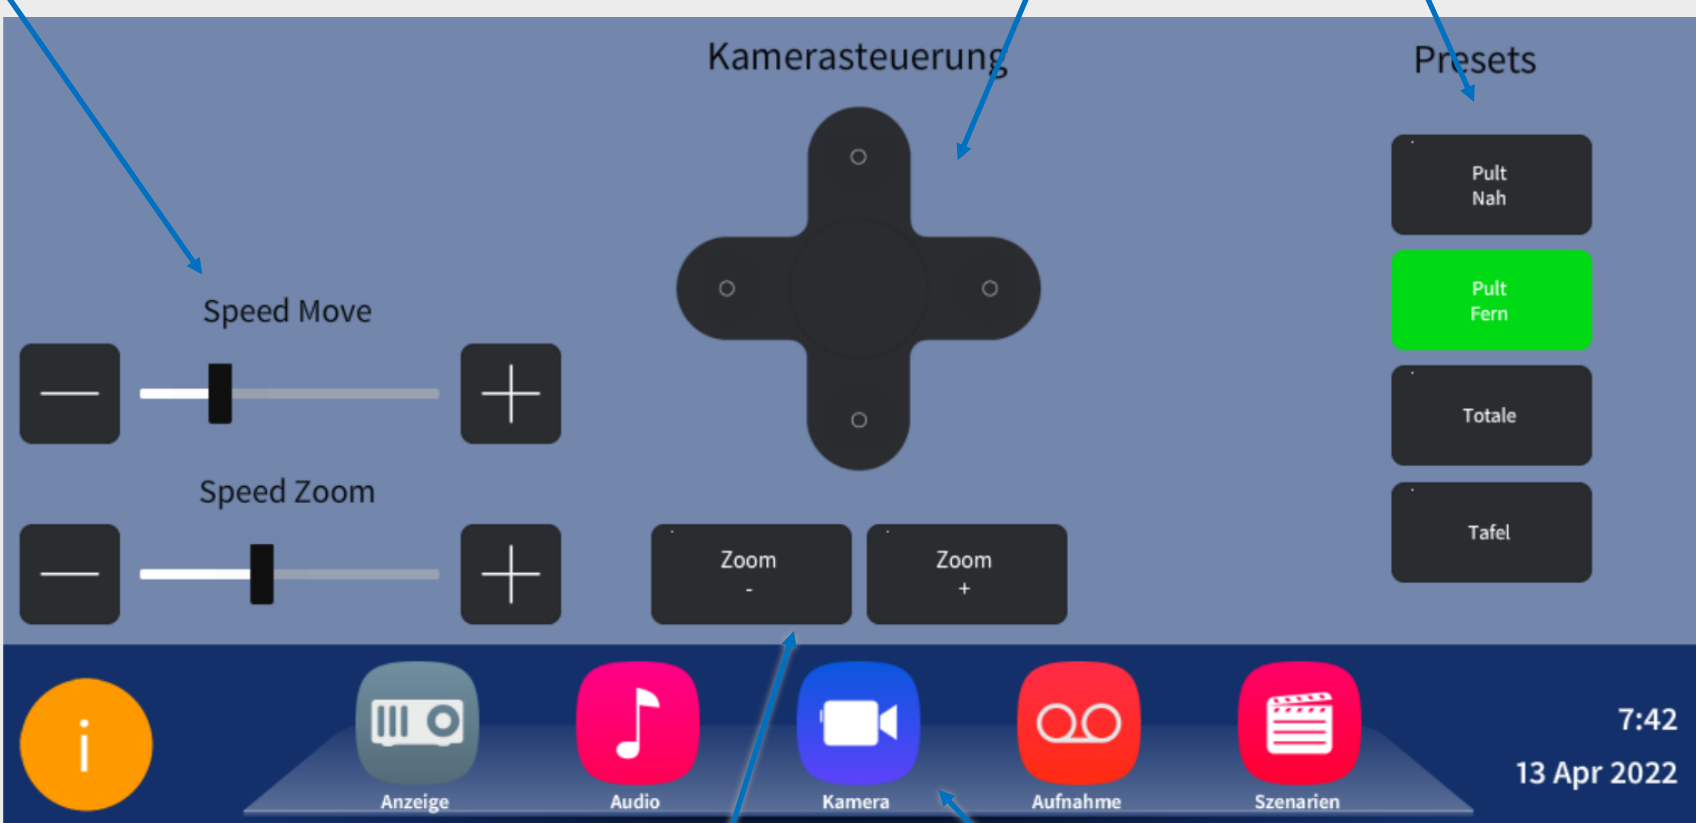 Kamerasteuerung
Presets
Pult
Nah
Pult
Fern
Totale
Tafel
Speed Move
Speed Zoom
Zoom
-
Zoom
+
i
Anzeige
Audio
Kamera
Aufnahme
Szenarien
7:42
13 Apr 2022